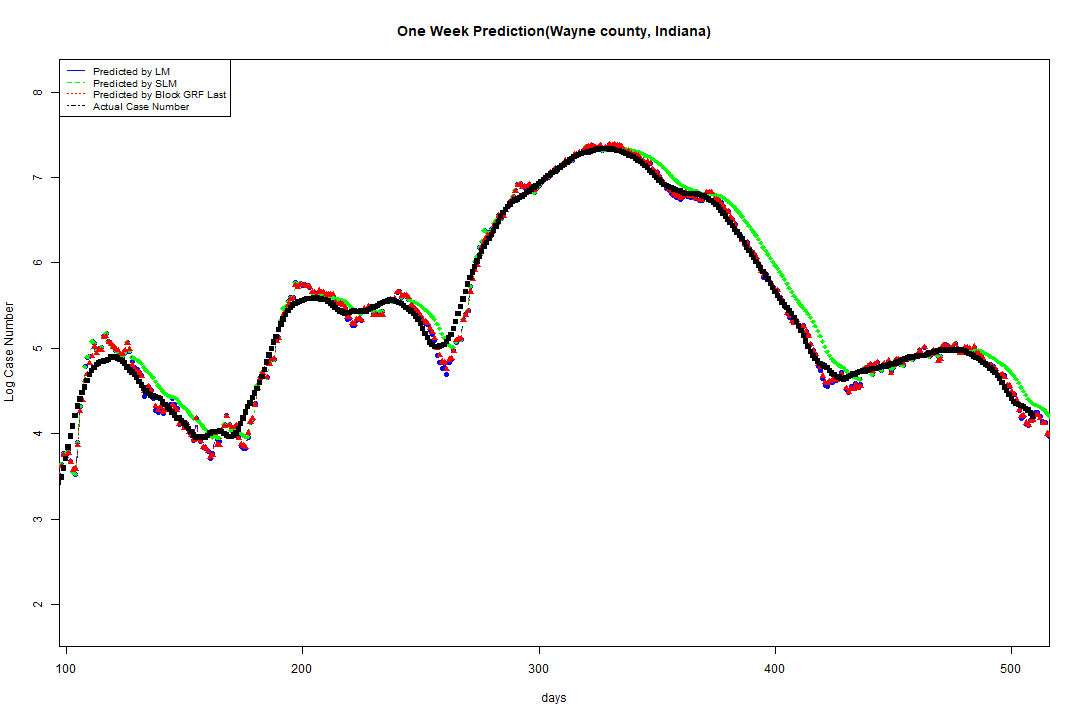 One Week Prediction(Wayne county, Indiana)
Predicted by LM
Predicted by SLM
Predicted by Block GRF Last
Actual Case Number
8
7
6
5
4
3
2
Log Case Number
100 200 300 400 500
days